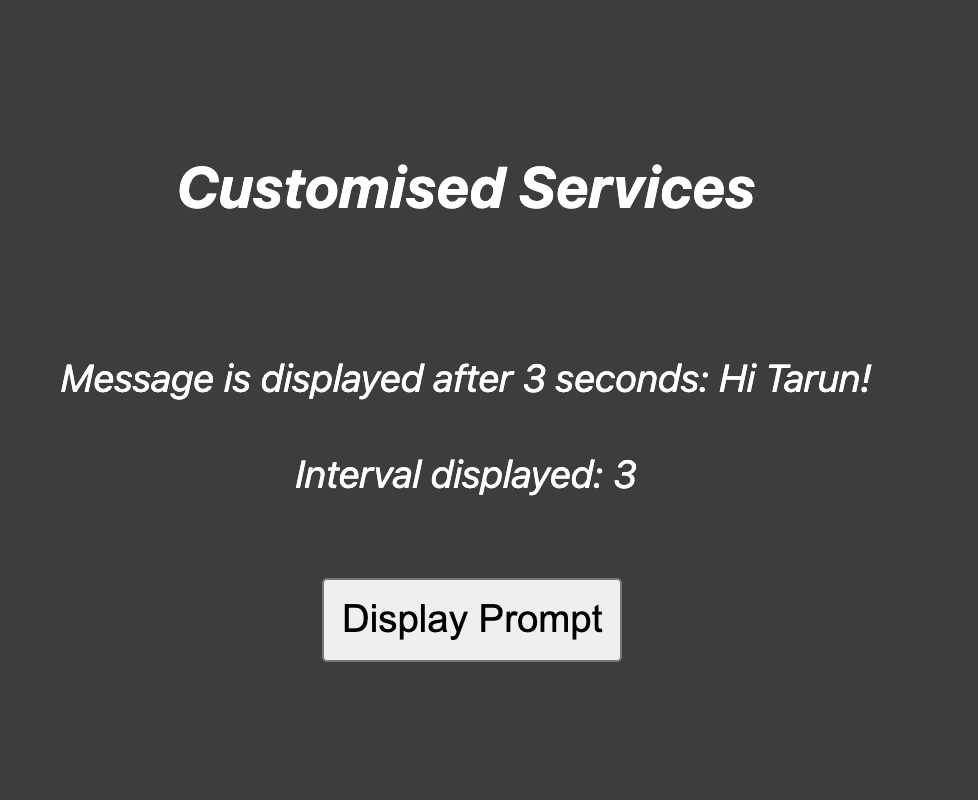 Customised Services
Message is displayed after 3 seconds: Hi Tarun!
Interval displayed: 3
Display Prompt